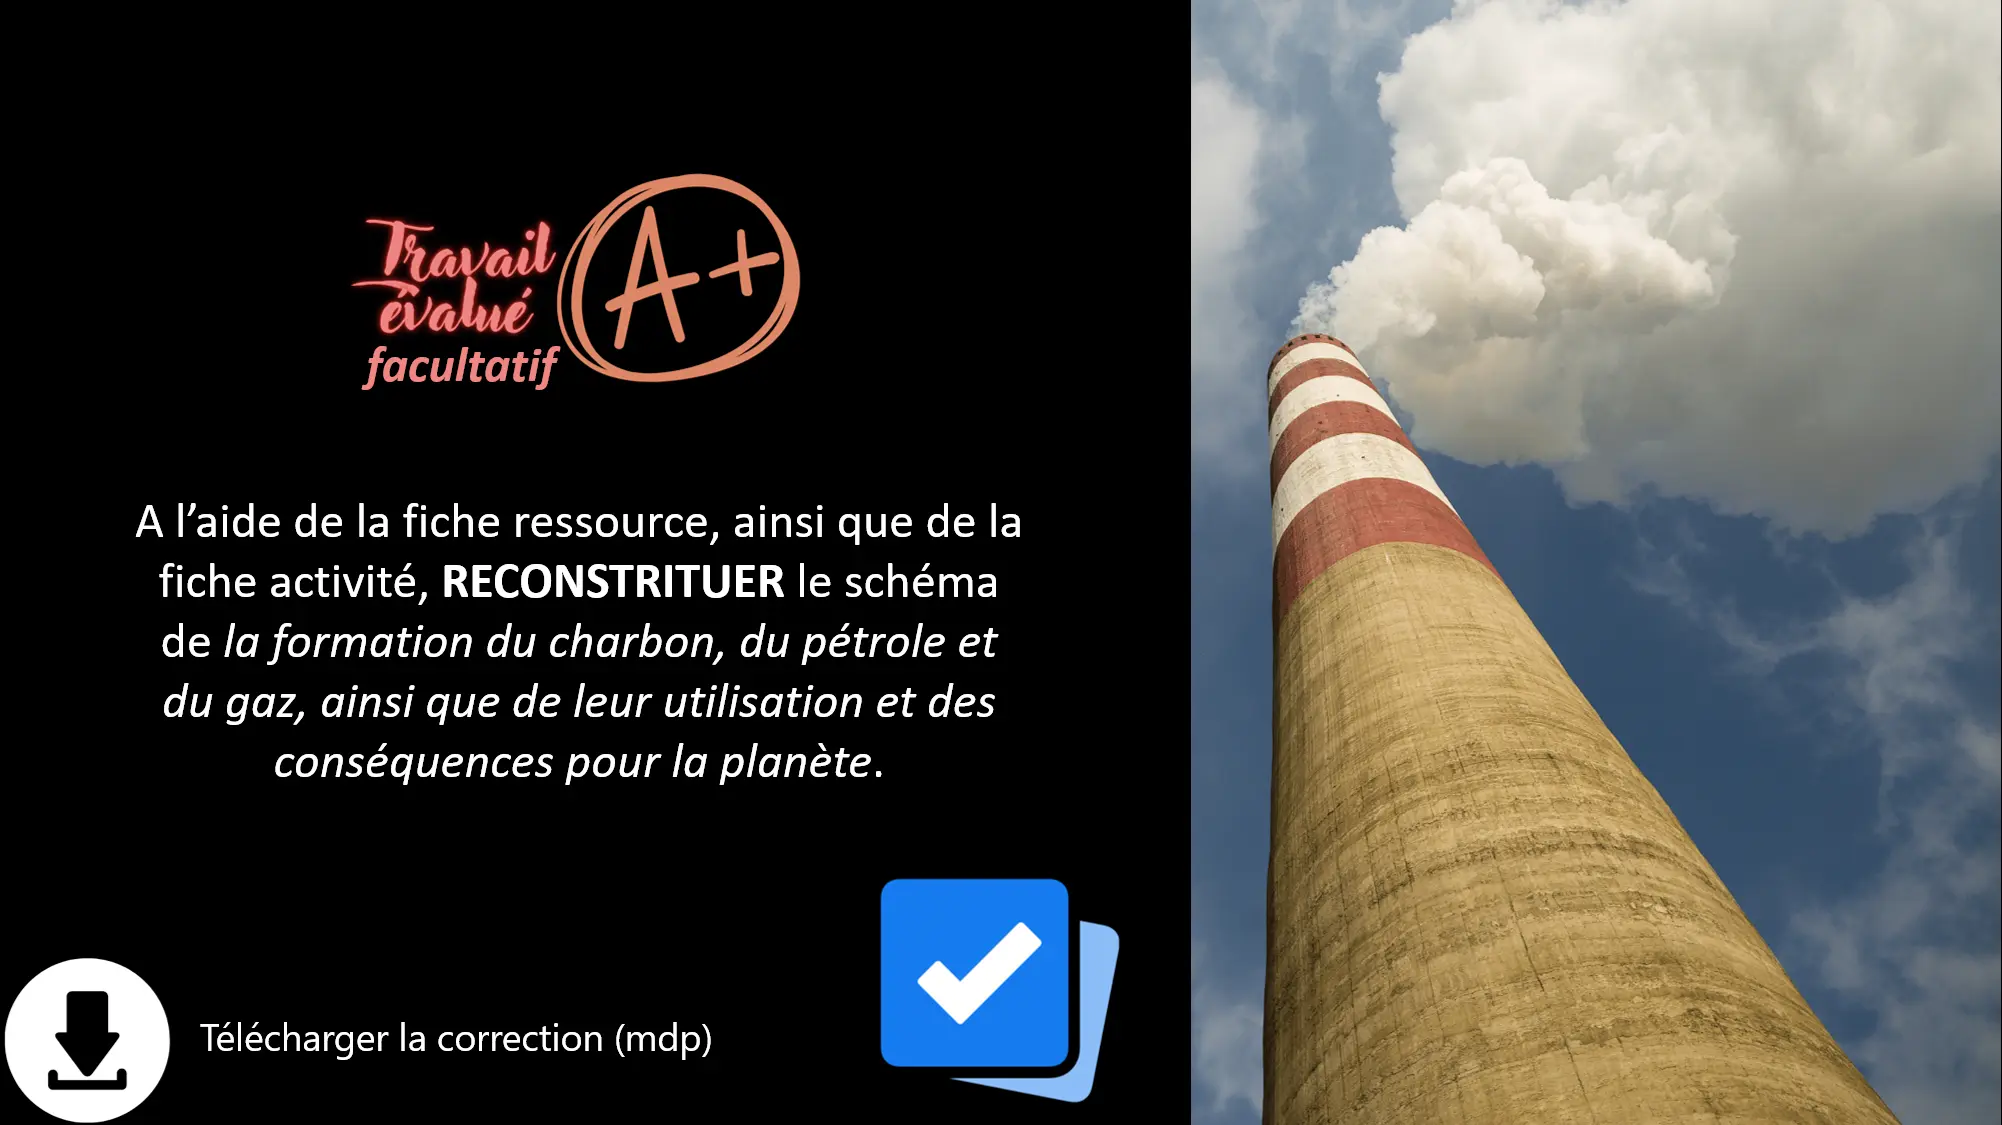 Travail
évalué
facultatif
A+
A l’aide de la fiche ressource, ainsi que de la
fiche activité, RECONSTRITUER le schéma
de la formation du charbon, du pétrole et
du gaz, ainsi que de leur utilisation et des
conséquences pour la planète.
Télécharger la correction (mdp)